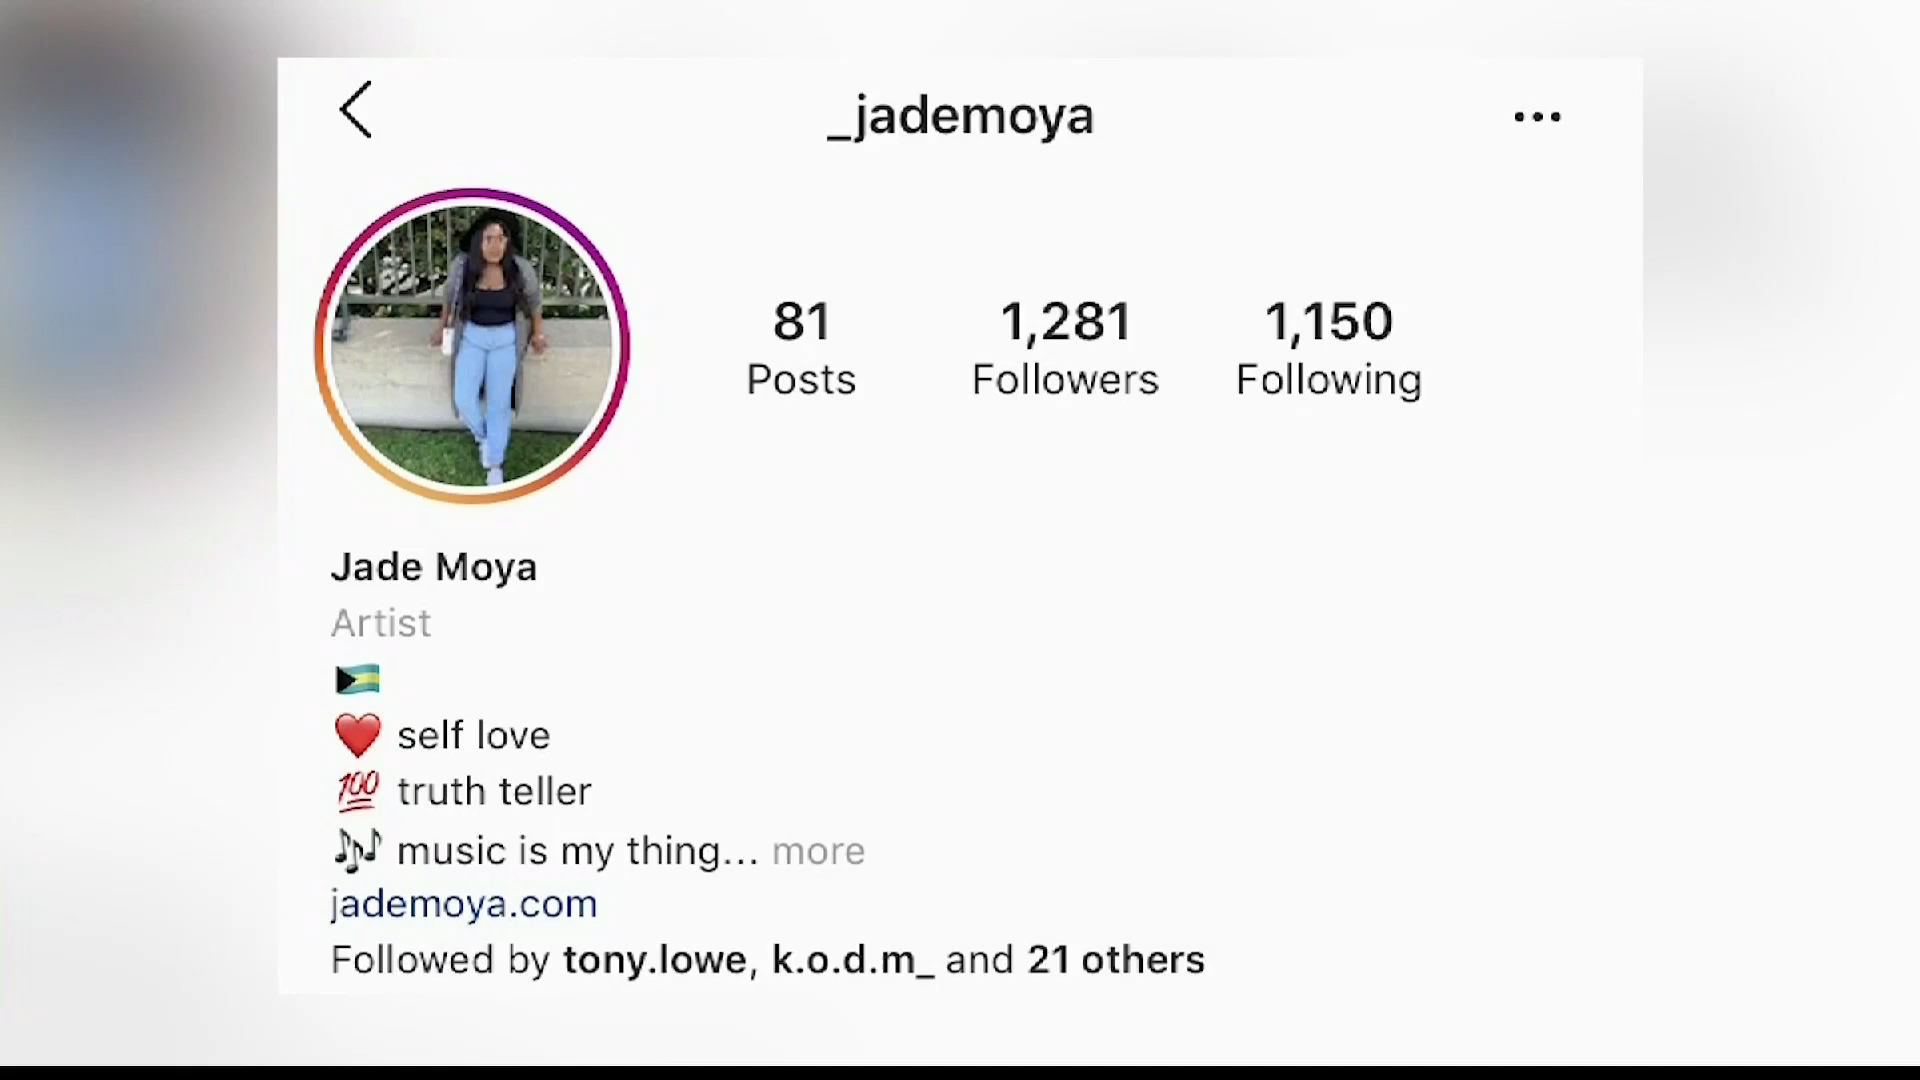 _jademoya
81
Posts
1,281
Followers
1,150
Following
Jade Moya
Artist
🇧🇸
❤️ self love
💯 truth teller
🎶 music is my thing... more
jademoya.com
Followed by tony.lowe, k.o.d.m_ and 21 others